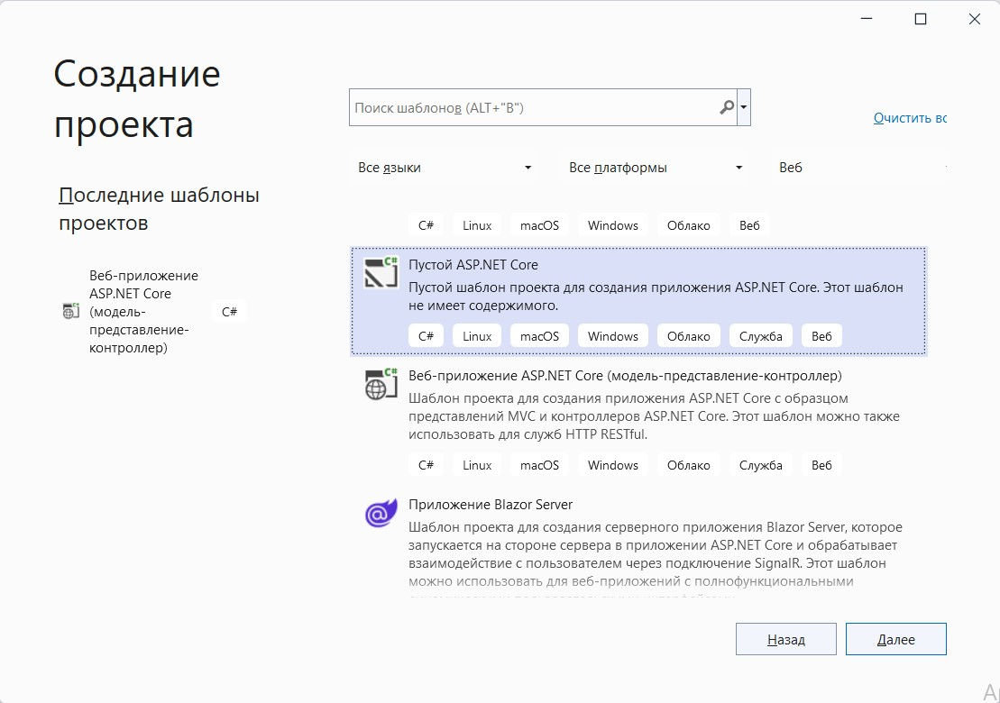 Создание
проекта
Последние шаблоны
проектов
Веб-приложение
ASP.NET Core
(модель-
представление-
контроллер)
C#
Поиск шаблонов (ALT+"B")
Очистить вс
Все языки
Все платформы
Веб
C# Linux macOS Windows Облако Веб
Пустой ASP.NET Core
Пустой шаблон проекта для создания приложения ASP.NET Core. Этот шаблон
не имеет содержимого.
C# Linux macOS Windows Облако Служба Веб
Веб-приложение ASP.NET Core (модель-представление-контроллер)
Шаблон проекта для создания приложения ASP.NET Core с образцом
представлений MVC и контроллеров ASP.NET Core. Этот шаблон можно также
использовать для служб HTTP RESTful.
C# Linux macOS Windows Облако Служба Веб
Приложение Blazor Server
Шаблон проекта для создания серверного приложения Blazor Server, которое
запускается на стороне сервера в приложении ASP.NET Core и обрабатывает
взаимодействие с пользователем через подключение SignalR. Этот шаблон
можно использовать для веб-приложений с полнофункциональными
Назад
Далее